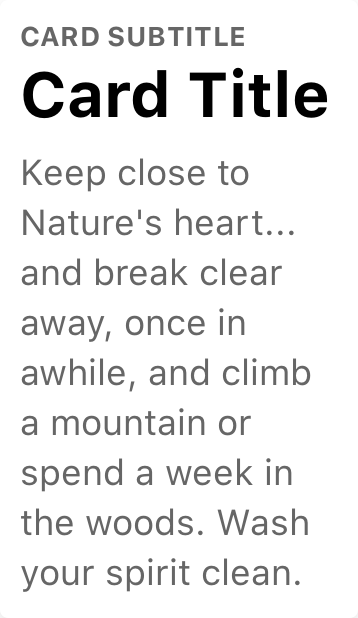 CARD SUBTITLE
Card Title
Keep close to
Nature's heart...
and break clear
away, once in
awhile, and climb
a mountain or
spend a week in
the woods. Wash
your spirit clean.